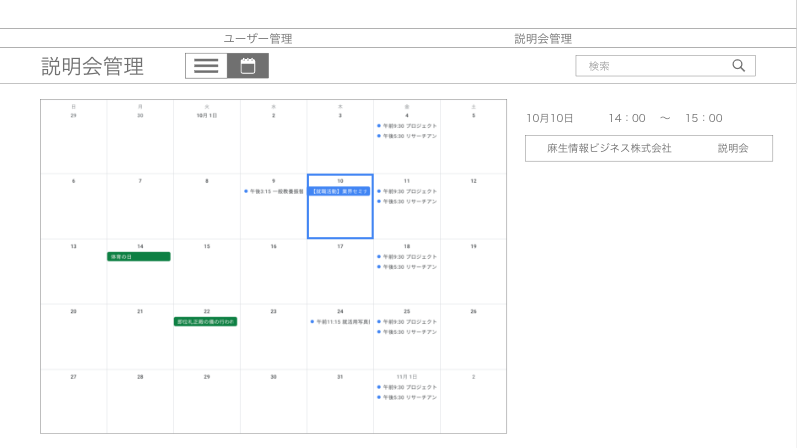 ユーザー管理 説明会管理
説明会管理
検索
10月10日 14：00 ～ 15：00
麻生情報ビジネス株式会社 説明会
日 月 火 水 木 金 土
29 30 10月 1日 2 3 4 5
午前9:30 プロジェクト
午後5:30 リサーチアン
6 7 8 9 10 11 12
午後3:15 一般教養 【就職活動】業界セミナ 午前9:30 プロジェクト
午後5:30 リサーチアン
13 14 15 16 17 18 19
体育の日 午前9:30 プロジェクト
午後5:30 リサーチアン
20 21 22 23 24 25 26
即位礼正殿の儀の行われ 午前11:15 就活用写真 午前9:30 プロジェクト
午後5:30 リサーチアン
27 28 29 30 31 11月 1日 2
午前9:30 プロジェクト
午後5:30 リサーチアン